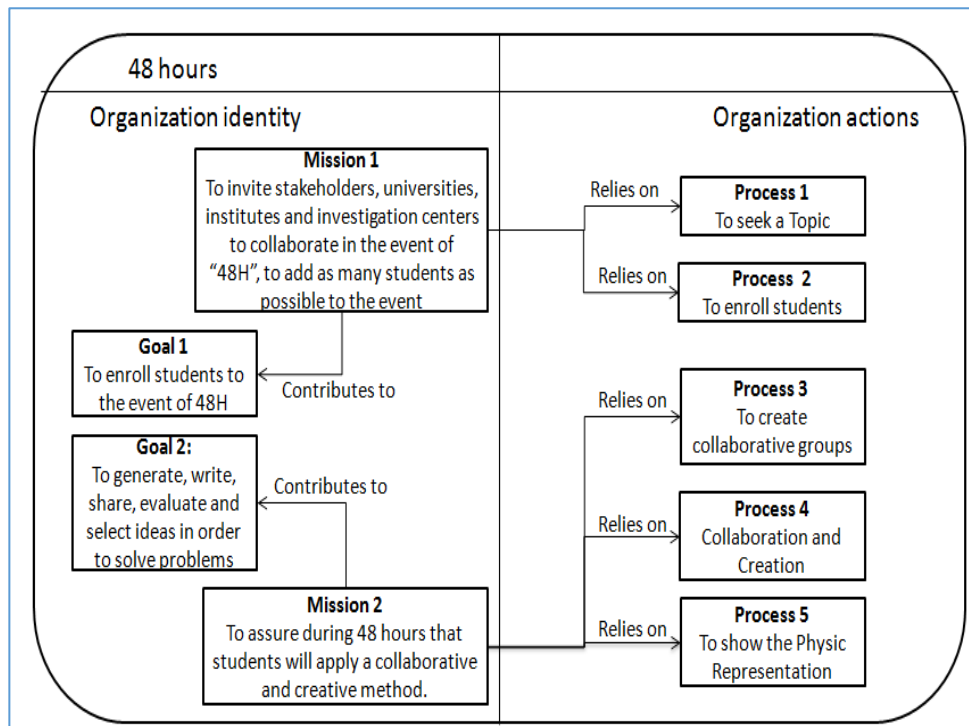 48 hours
Organization identity
Organization actions
Mission 1
To invite stakeholders, universities,
institutes and investigation centers
to collaborate in the event of
“48H”, to add as many students as
possible to the event
Relies on
Process 1
To seek a Topic
Relies on
Process 2
To enroll students
Goal 1
To enroll students to
the event of 48H
Contributes to
Relies on
Process 3
To create
collaborative groups
Goal 2:
To generate, write,
share, evaluate and
select ideas in order
to solve problems
Contributes to
Relies on
Process 4
Collaboration and
Creation
Mission 2
To assure during 48 hours that
students will apply a collaborative
and creative method.
Relies on
Process 5
To show the Physic
Representation